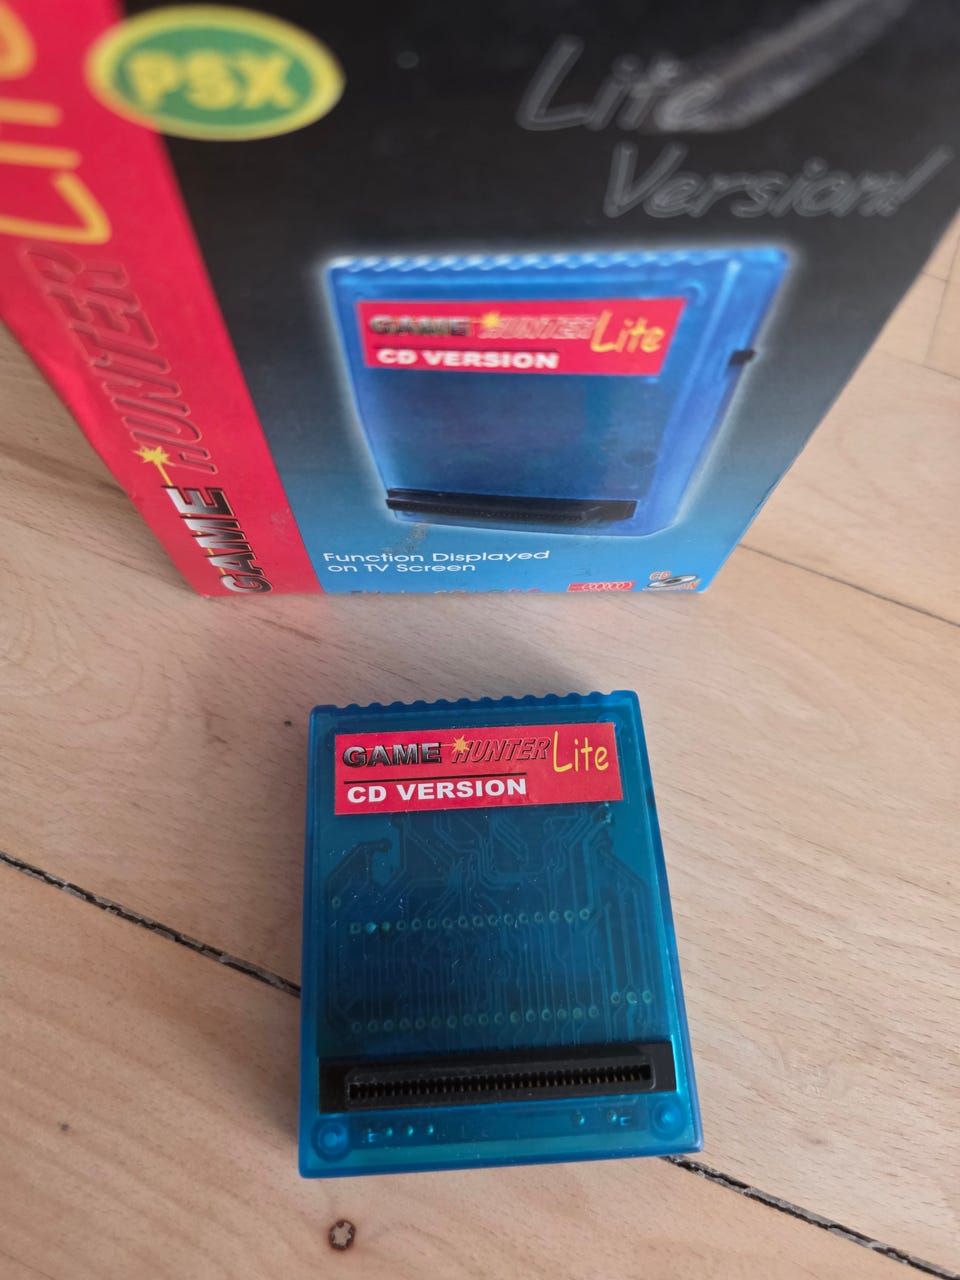 PSX
Lite
Version!
GAME HUNTER Lite
GAME HUNTER Lite
CD VERSION
Function Displayed
on TV Screen
GAME HUNTER Lite
CD VERSION